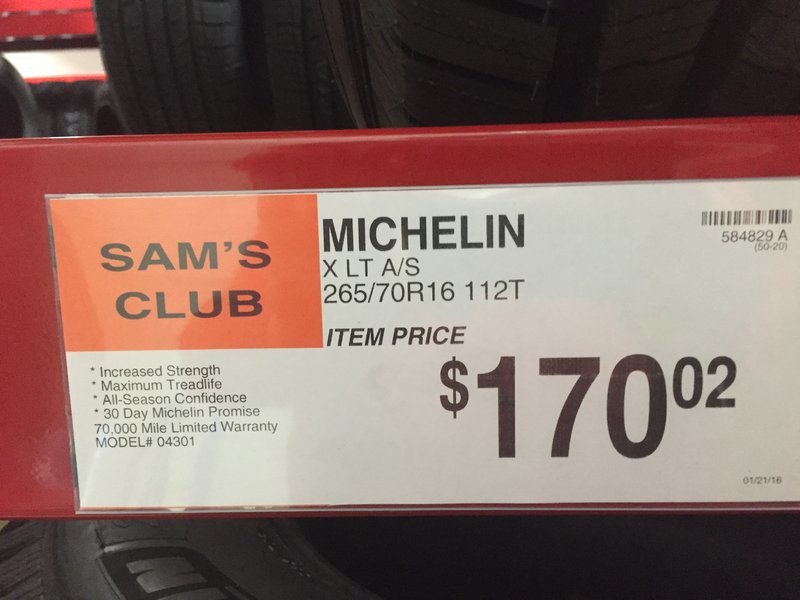 SAM'S
CLUB
MICHELIN
X LT A/S
265/70R16 112T
584829 A
(50-20)
ITEM PRICE
$170 02
* Increased Strength
* Maximum Treadlife
* All-Season Confidence
* 30 Day Michelin Promise
70,000 Mile Limited Warranty
MODEL# 04301
01/21/16